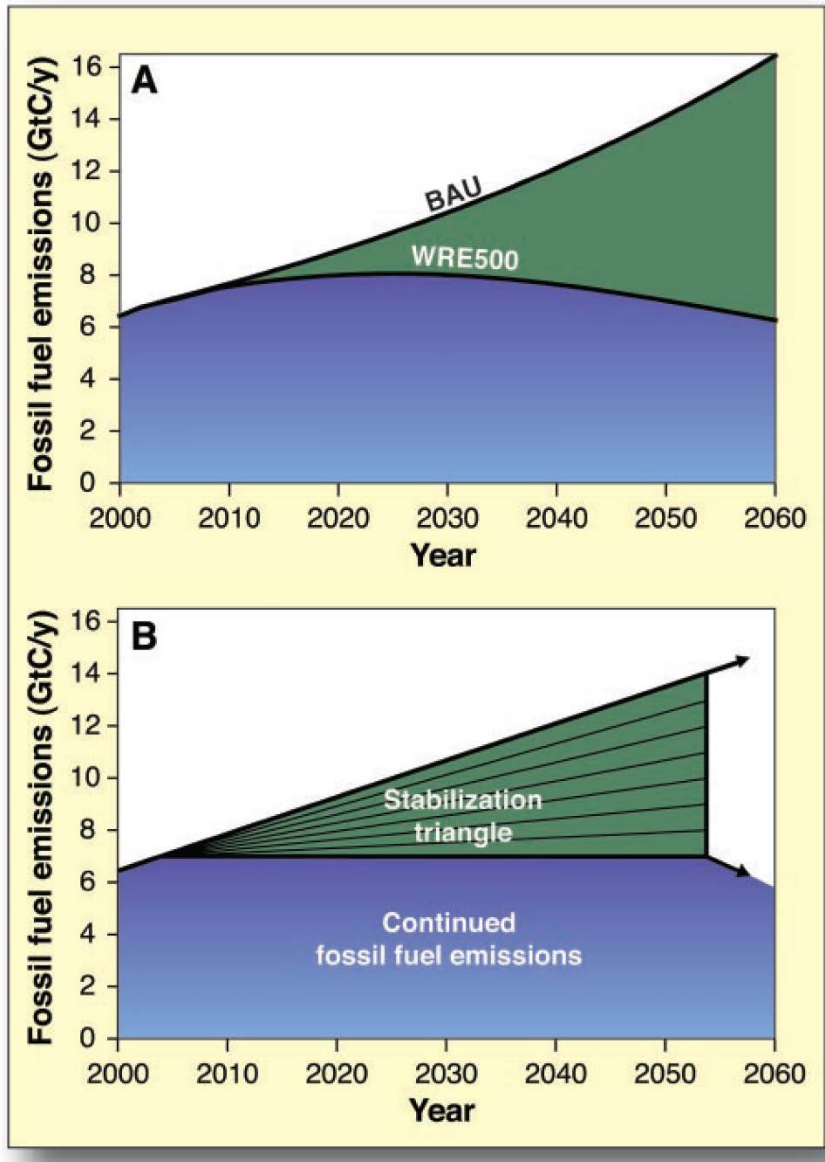 A
Fossil fuel emissions (GtC/y)
16
14
12
10
8
6
4
2
0
BAU
WRE500
2000 2010 2020 2030 2040 2050 2060
Year
B
Fossil fuel emissions (GtC/y)
16
14
12
10
8
6
4
2
0
Stabilization
triangle
Continued
fossil fuel emissions
2000 2010 2020 2030 2040 2050 2060
Year